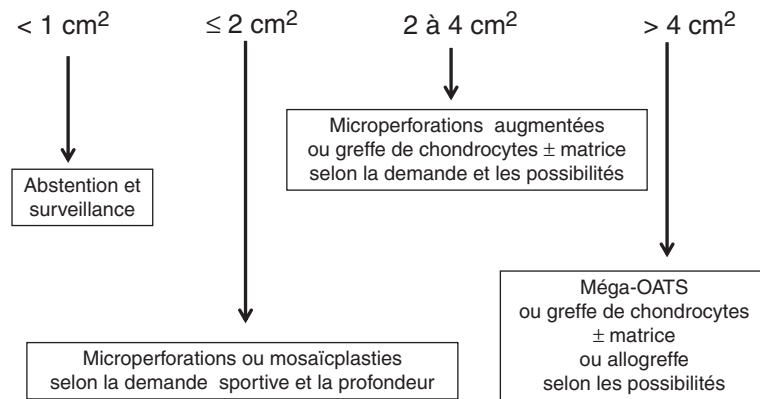 < 1 cm²
≤ 2 cm²
2 à 4 cm²
> 4 cm²
Microperforations augmentées
ou greffe de chondrocytes ± matrice
selon la demande et les possibilités
Abstention et
surveillance
Méga-OATS
ou greffe de chondrocytes
± matrice
ou allogreffe
selon les possibilités
Microperforations ou mosaïcplasties
selon la demande sportive et la profondeur